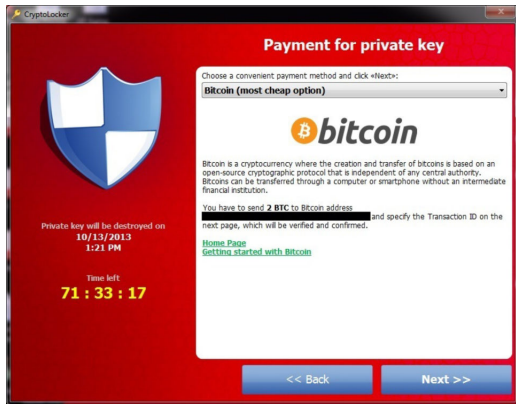 CryptoLocker
Payment for private key
Choose a convenient payment method and click «Next»:
Bitcoin (most cheap option)
bitcoin
Bitcoin is a cryptocurrency where the creation and transfer of bitcoins is based on an
open-source cryptographic protocol that is independent of any central authority.
Bitcoins can be transferred through a computer or smartphone without an intermediate
financial institution.
You have to send 2 BTC to Bitcoin address
and specify the Transaction ID on the
next page, which will be verified and confirmed.
Home Page
Getting started with Bitcoin
Private key will be destroyed on
10/13/2013
1:21 PM
Time left
71 : 33 : 17
<< Back
Next >>